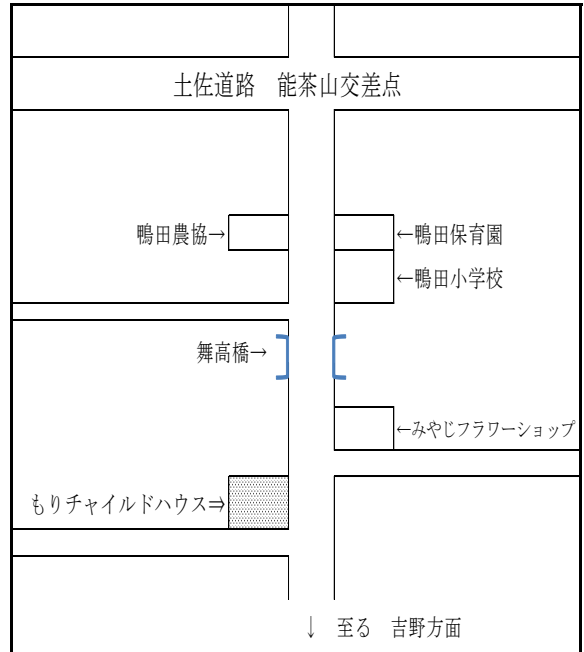 土佐道路　能茶山交差点
鴨田農協→
←鴨田保育園
←鴨田小学校
舞高橋→
←みやじフラワーショップ
もりチャイルドハウス⇒
↓　至る　吉野方面